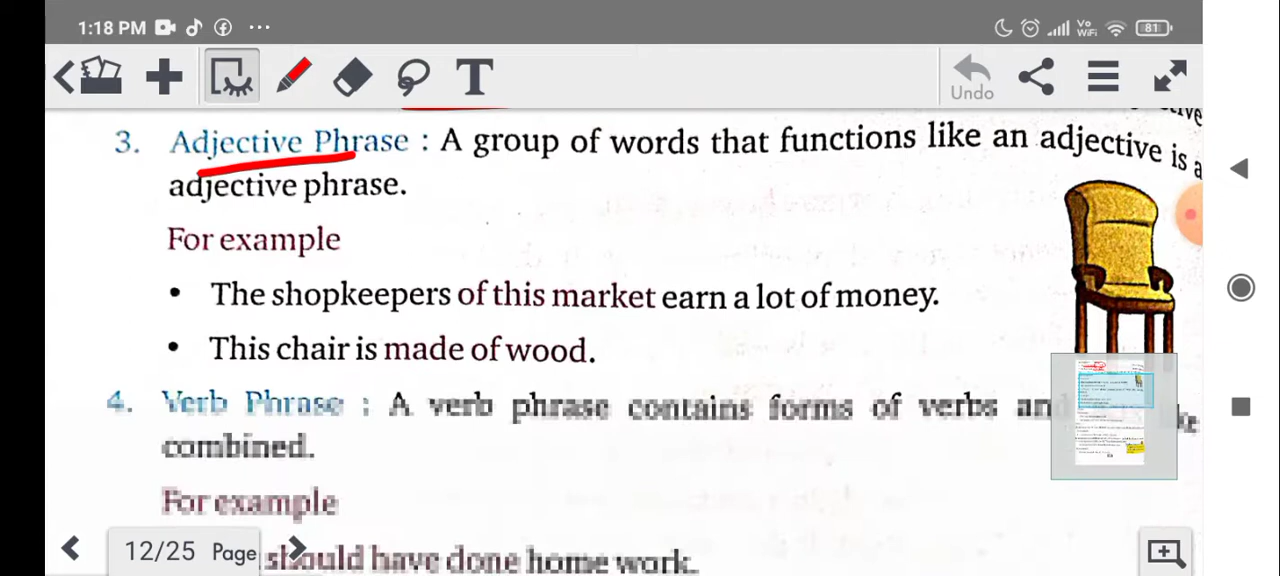 1:18 PM
Vo WiFi 81
T
Undo
3. Adjective Phrase : A group of words that functions like an adjective is a
adjective phrase.
For example
• The shopkeepers of this market earn a lot of money.
• This chair is made of wood.
4. Verb Phrase : A verb phrase contains forms of verbs and
combined.
For example
should have done home work.
12/25 Page